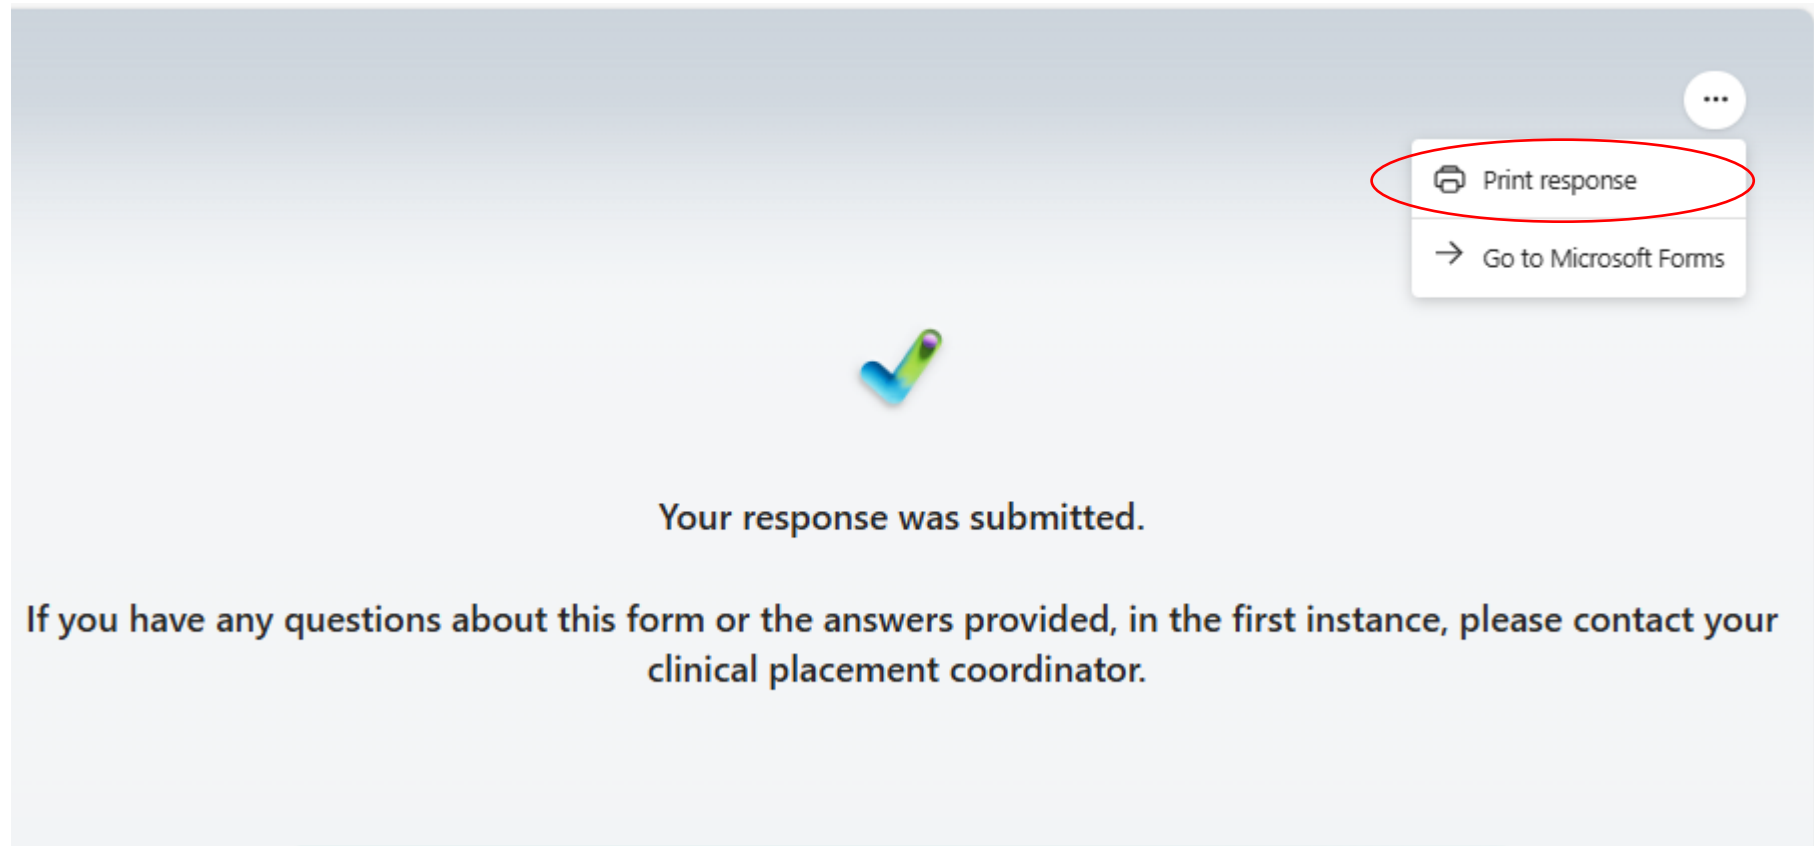 Print response
Go to Microsoft Forms
Your response was submitted.
If you have any questions about this form or the answers provided, in the first instance, please contact your
clinical placement coordinator.